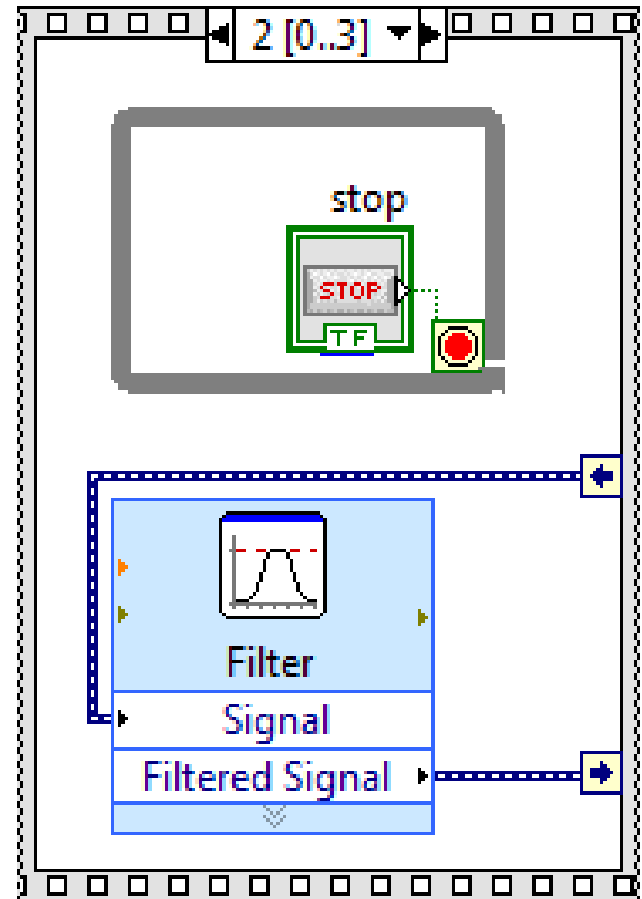 2 [0..3]
stop
STOP
TF
Filter
Signal
Filtered Signal